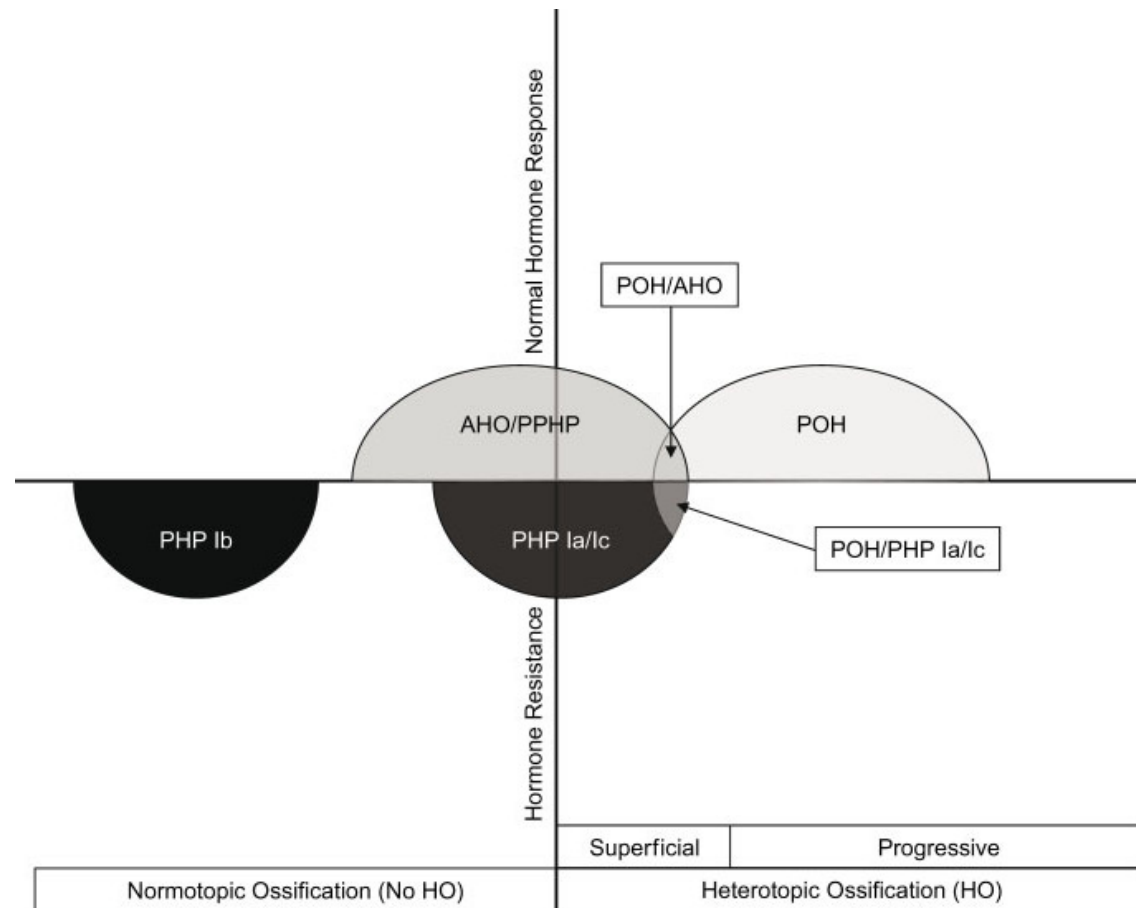 Normal Hormone Response
POH/AHO
AHO/PPHP
POH
PHP Ib
PHP Ia/Ic
POH/PHP Ia/Ic
Hormone Resistance
Superficial
Progressive
Normotopic Ossification (No HO)
Heterotopic Ossification (HO)